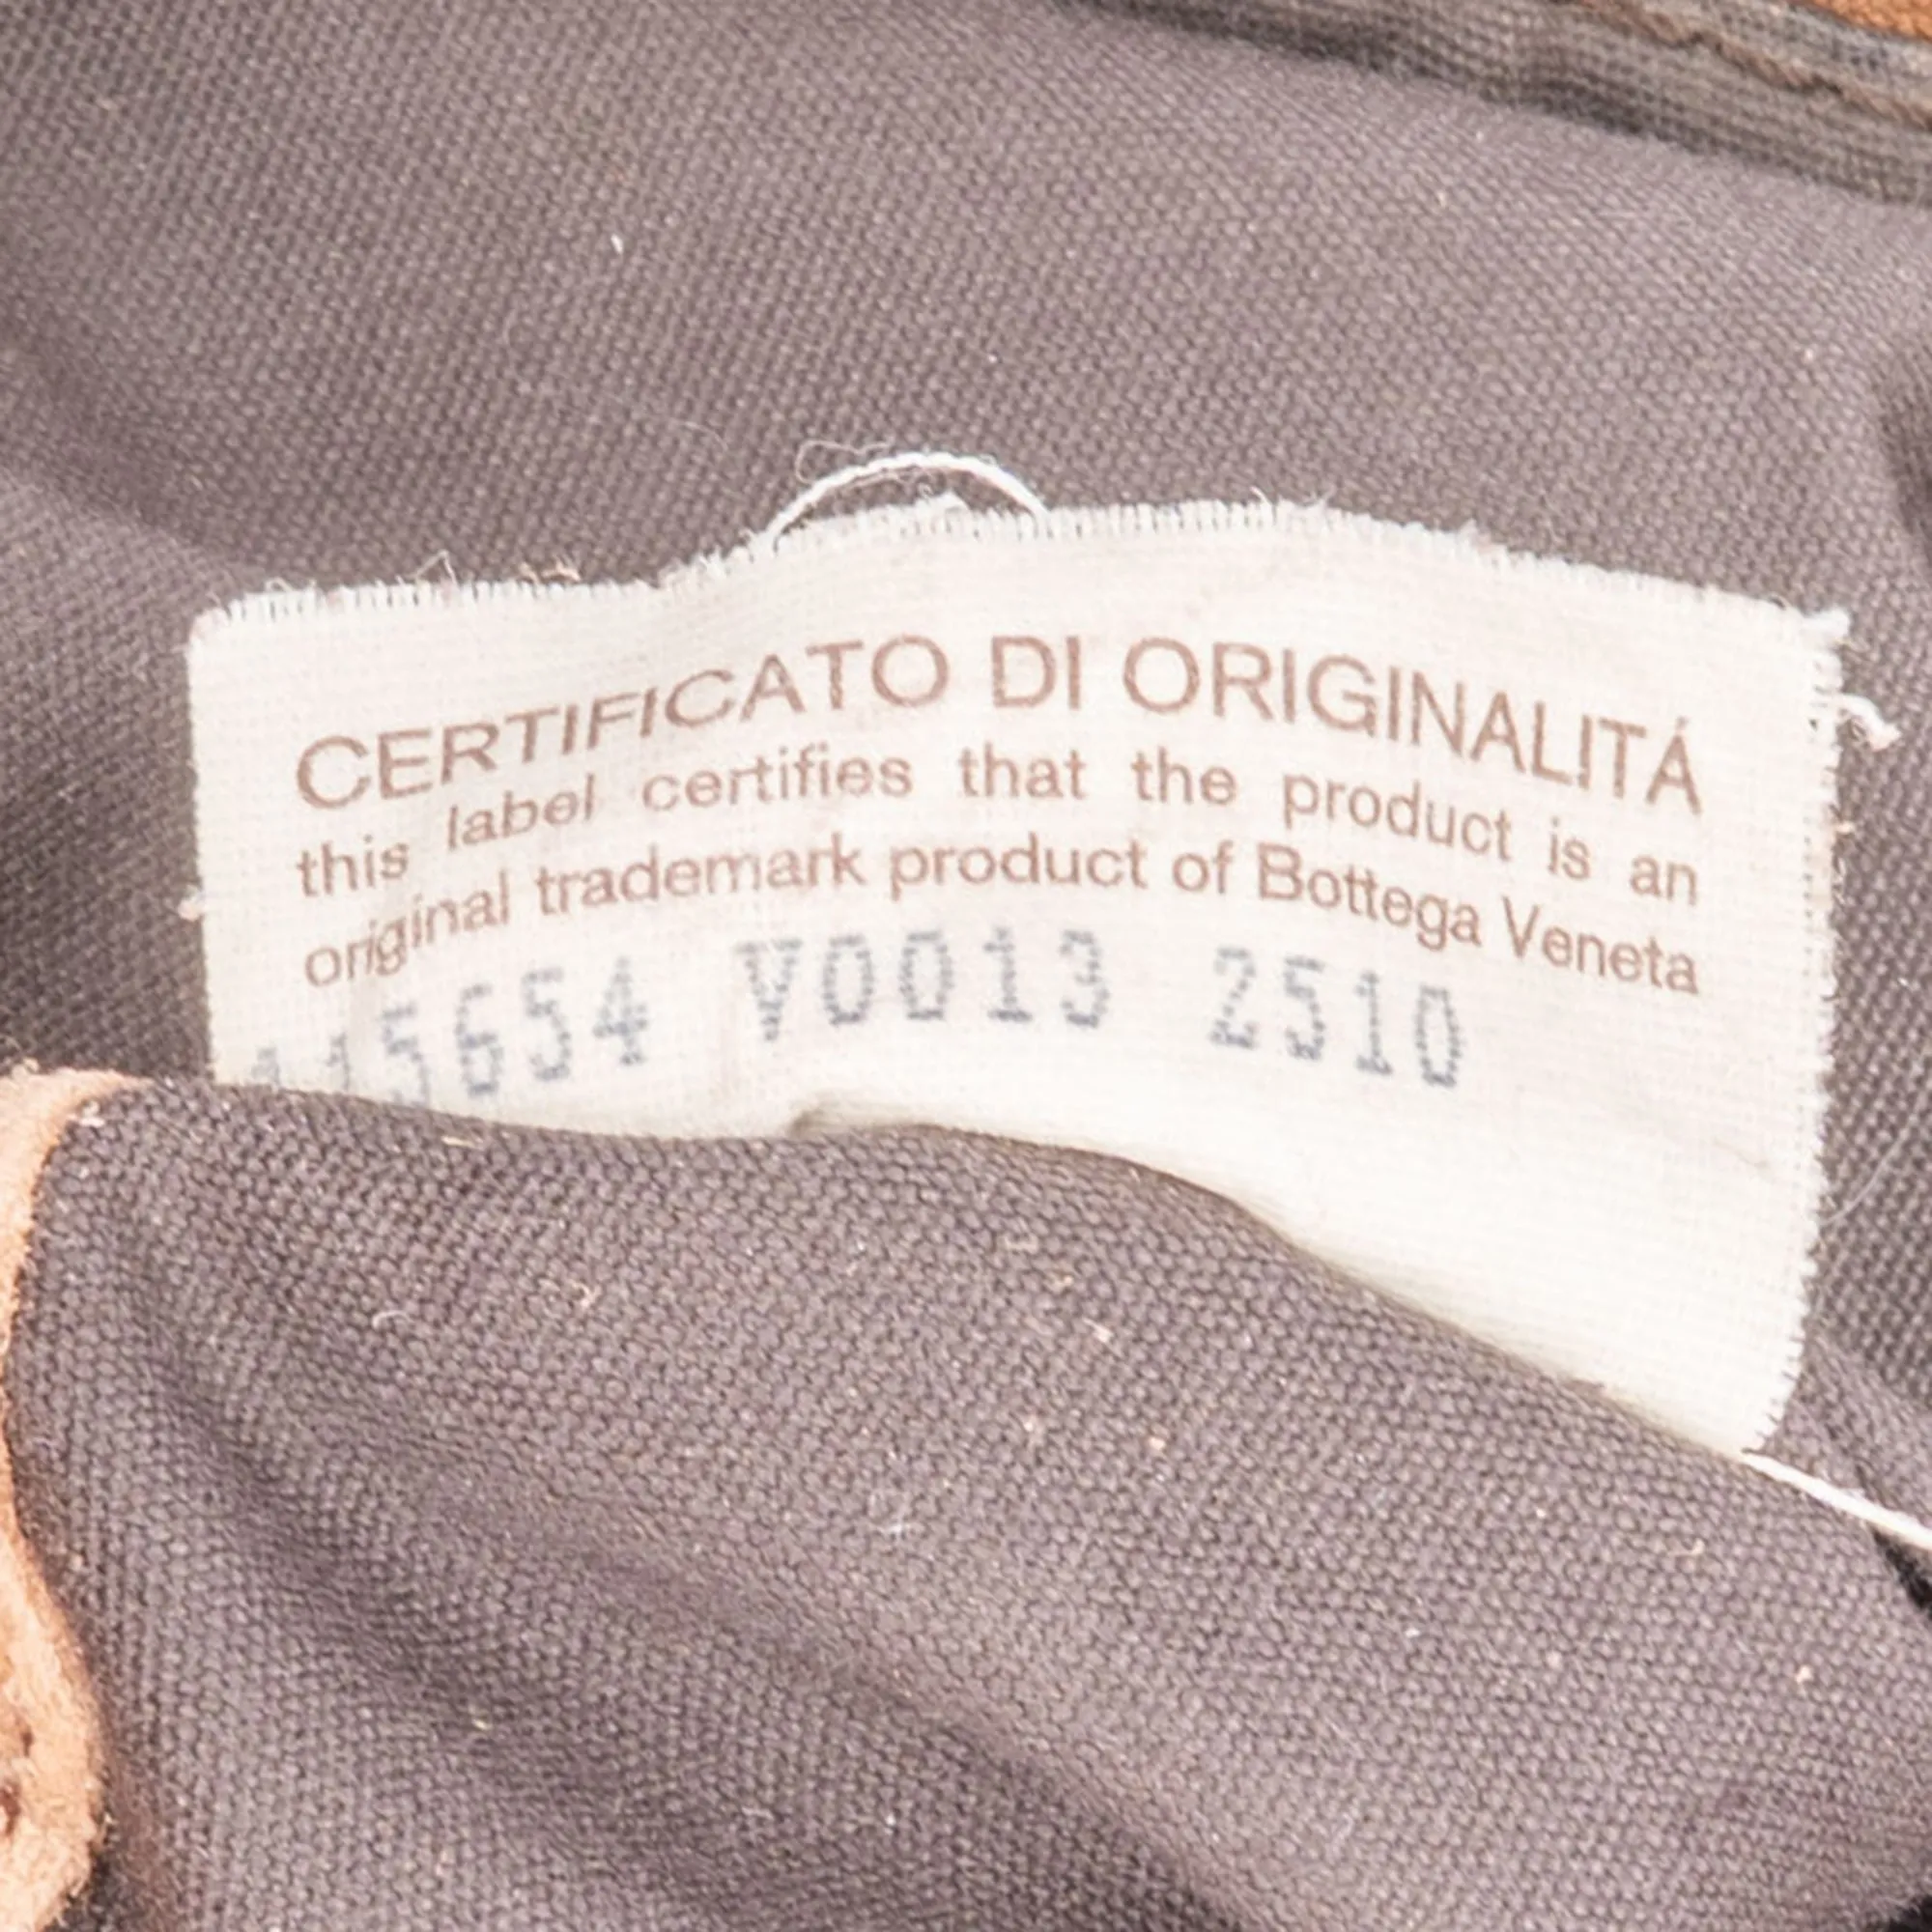 CERTIFICATO DI ORIGINALITÁ
this label certifies that the product is an
original trademark product of Bottega Veneta
115654 V0013 2510